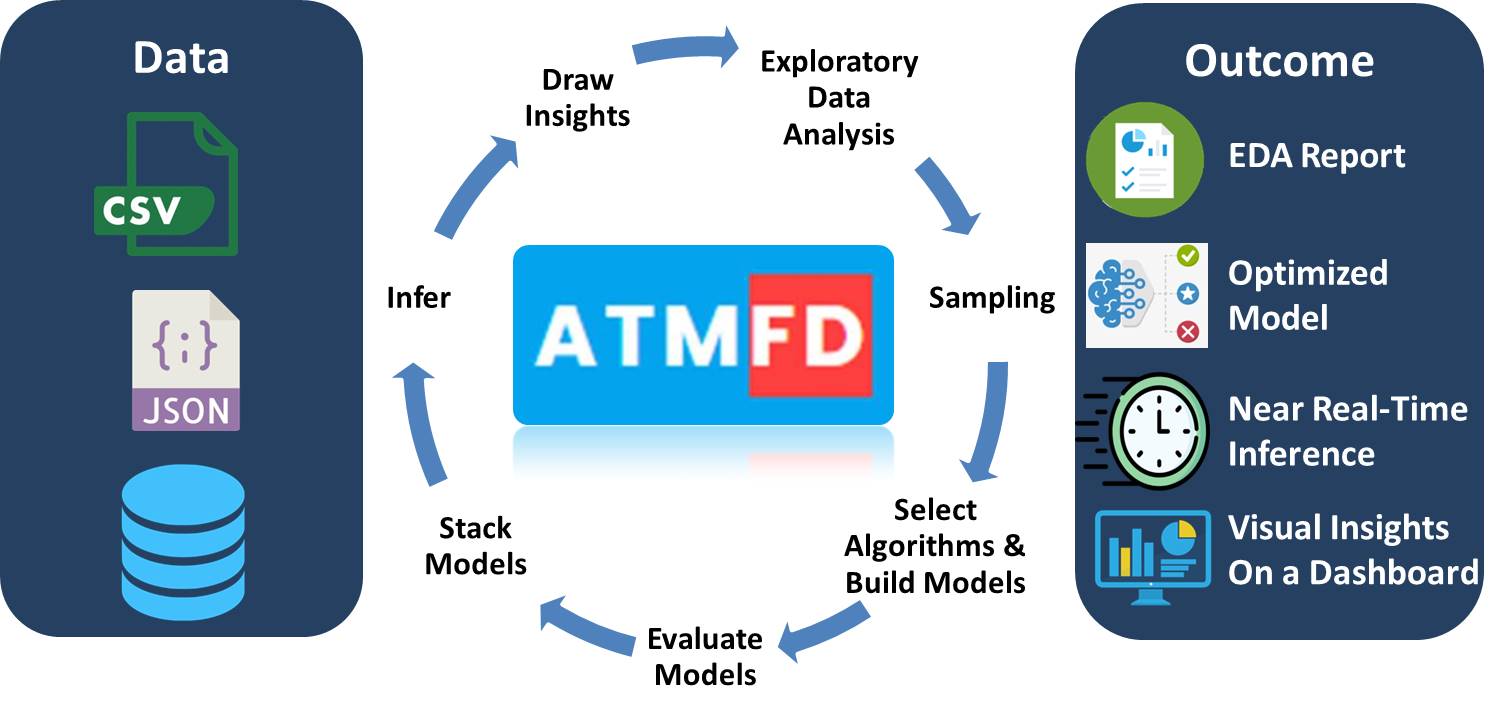 Data
CSV
{;}
JSON
Draw
Insights
Exploratory
Data
Analysis
Infer
ATMFD
Sampling
Stack
Models
Select
Algorithms &
Build Models
Evaluate
Models
Outcome
EDA Report
Optimized
Model
Near Real-Time
Inference
Visual Insights
On a Dashboard